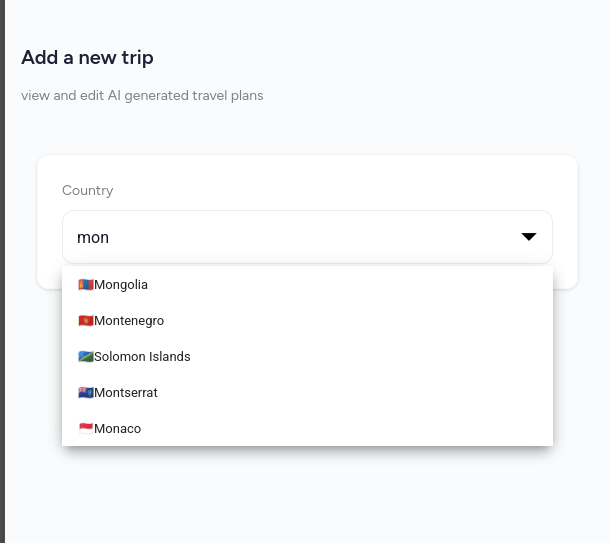 Add a new trip
view and edit AI generated travel plans
Country
mon
Mongolia
Montenegro
Solomon Islands
Montserrat
Monaco